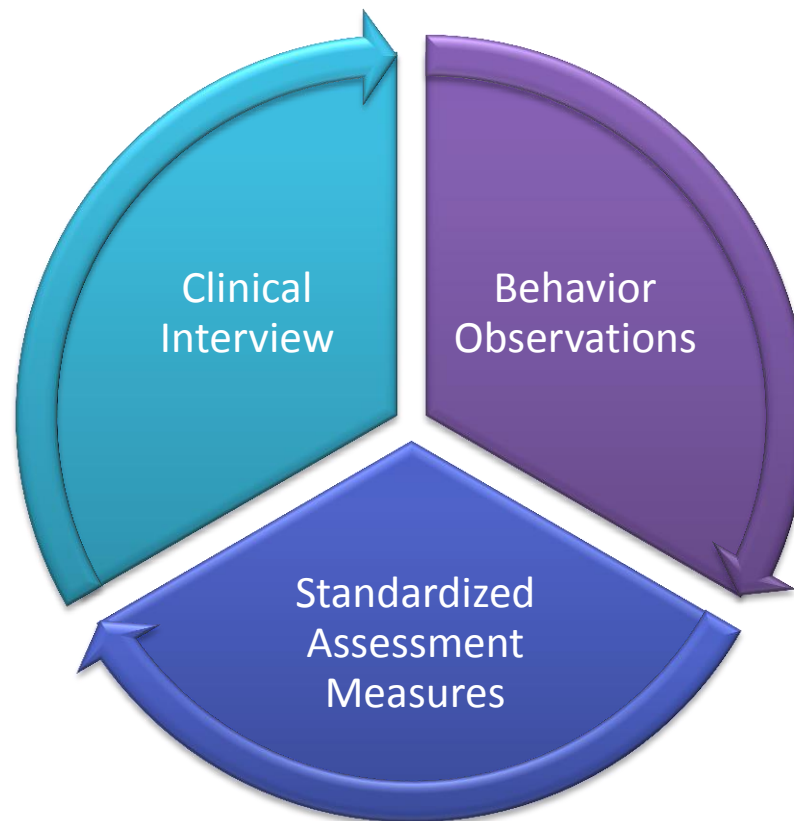 Clinical
Interview
Behavior
Observations
Standardized
Assessment
Measures